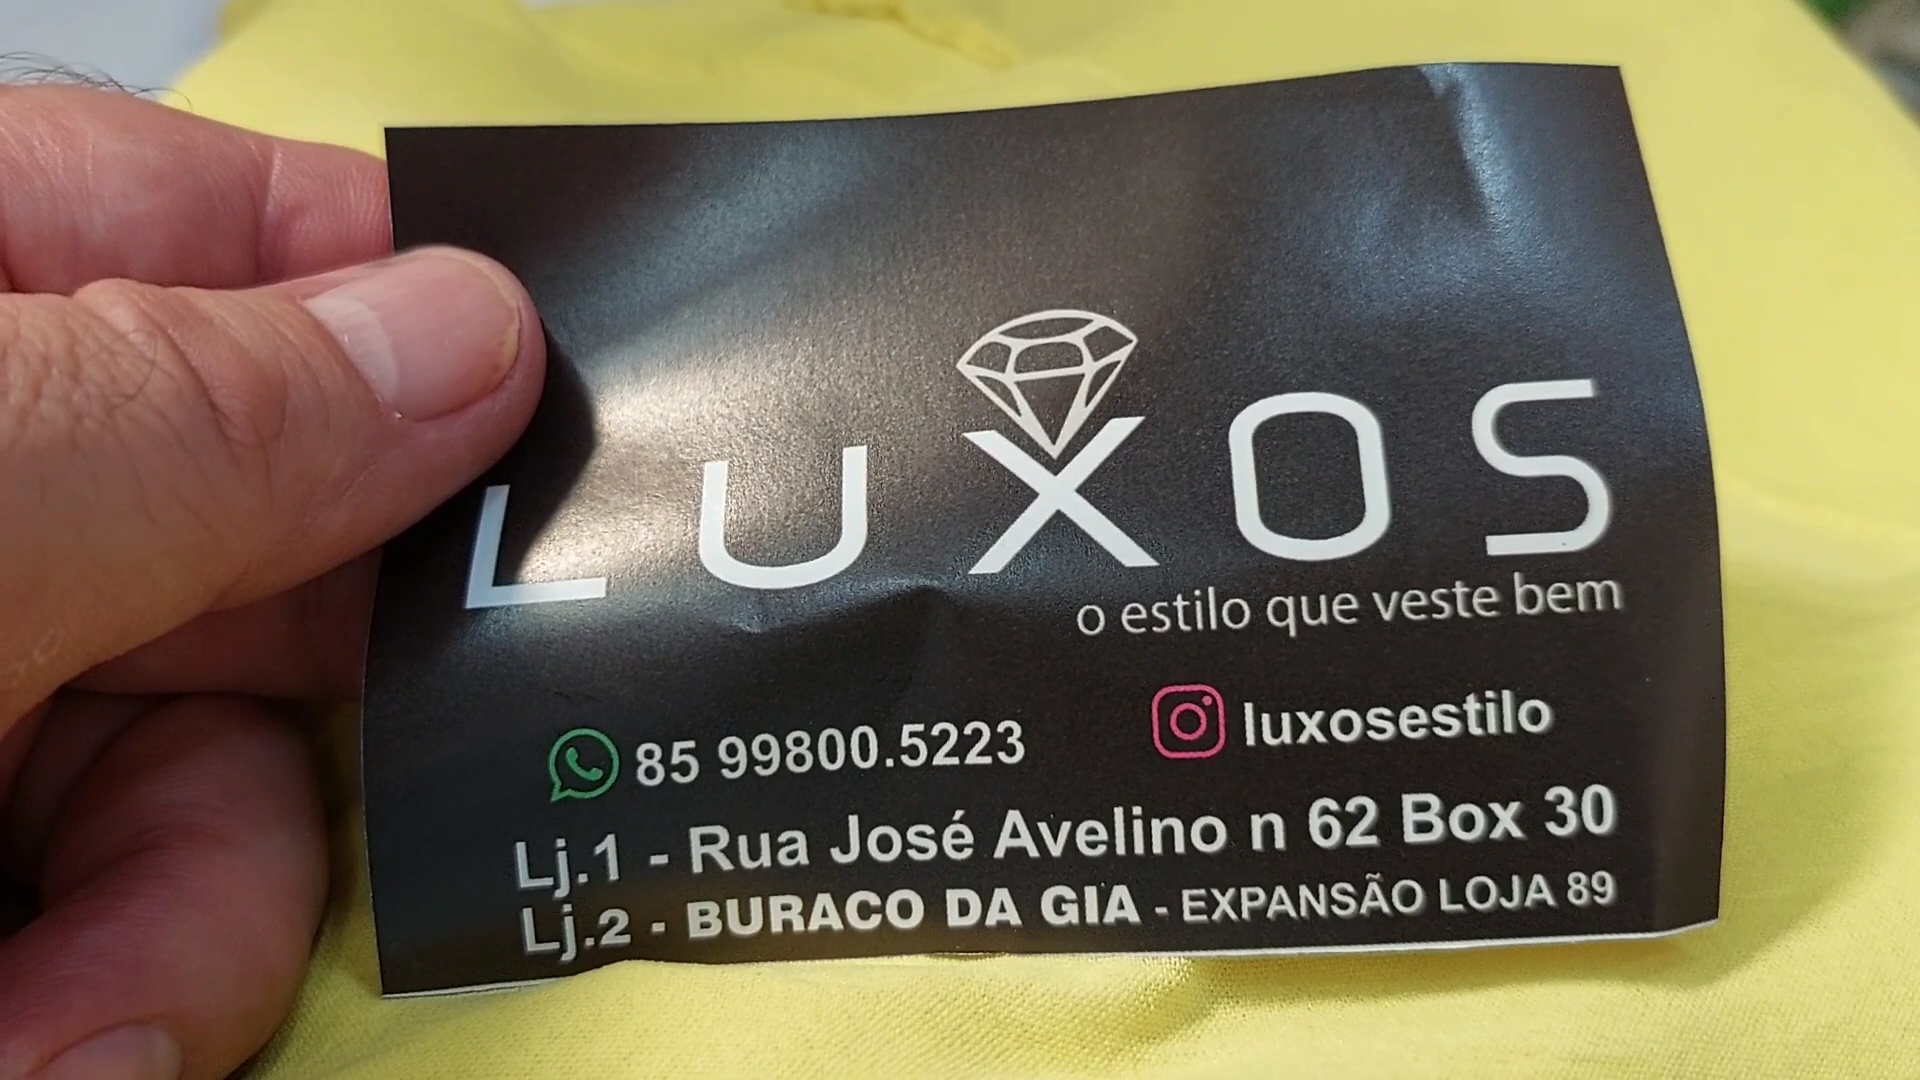 LUXOS
o estilo que veste bem
85 99800.5223
luxosestilo
Lj.1 - Rua José Avelino n 62 Box 30
Lj.2 - BURACO DA GIA - EXPANSÃO LOJA 89